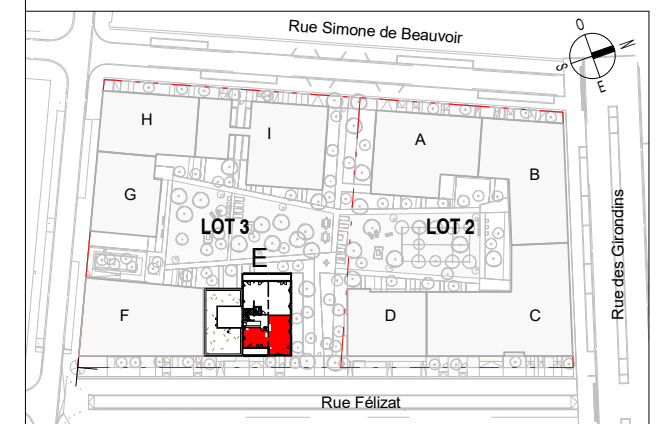 Rue Simone de Beauvoir
O
N
S
E
H
I
A
B
G
LOT 3
LOT 2
E
Rue des Girondins
F
D
C
Rue Félizat